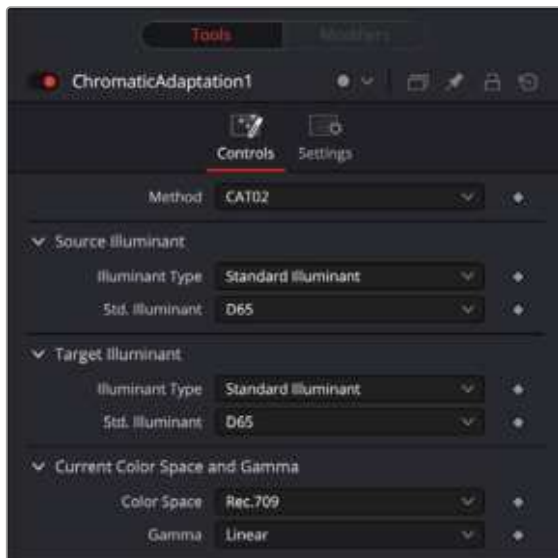 Tools Modifiers
ChromaticAdaptation1
Controls Settings
Method CAT02
Source Illuminant
Illuminant Type Standard Illuminant
Std. Illuminant D65
Target Illuminant
Illuminant Type Standard Illuminant
Std. Illuminant D65
Current Color Space and Gamma
Color Space Rec.709
Gamma Linear